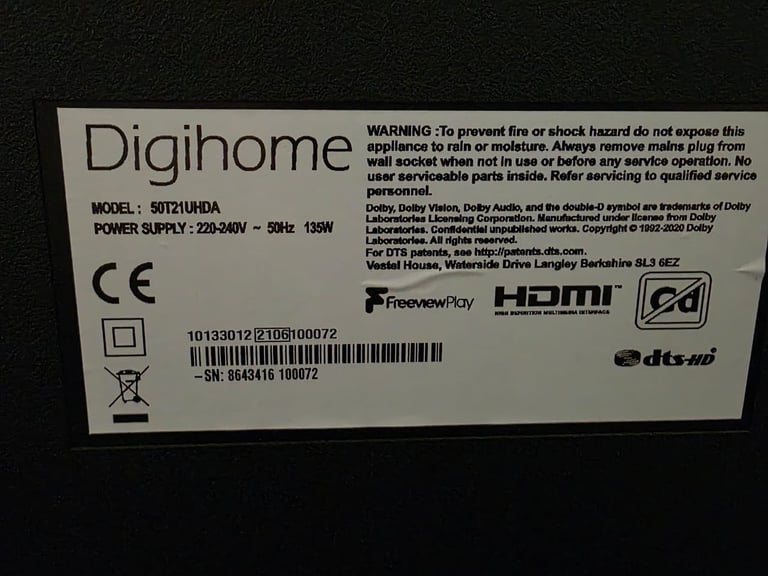 Digihome
MODEL : 50T21UHDA
POWER SUPPLY : 220-240V ~ 50Hz 135W
WARNING :To prevent fire or shock hazard do not expose this
appliance to rain or moisture. Always remove mains plug from
wall socket when not in use or before any service operation. No
user serviceable parts inside. Refer servicing to qualified service
personnel.
Dolby, Dolby Vision, Dolby Audio, and the double-D symbol are trademarks of Dolby
Laboratories Licensing Corporation. Manufactured under license from Dolby
Laboratories. Confidential unpublished works. Copyright © 1992-2020 Dolby
Laboratories. All rights reserved.
For DTS patents, see http://patents.dts.com.
Vestel House, Waterside Drive Langley Berkshire SL3 6EZ
CE
FreeviewPlay
HDMI™
HIGH DEFINITION MULTIMEDIA INTERFACE
Cd
10133012 2106 100072
–SN: 8643416 100072
dts-HD